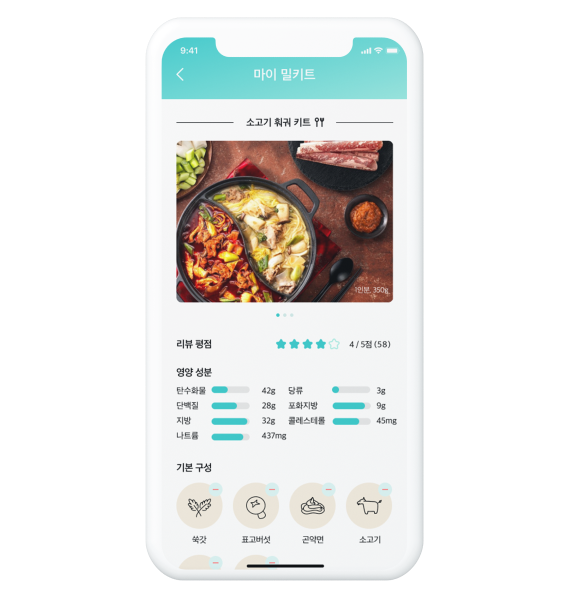 9:41
마이 밀키트
소고기 훠궈 키트
1인분, 350g
리뷰 평점 4 / 5점 (58)
영양 성분
탄수화물 42g 당류 3g
단백질 28g 포화지방 9g
지방 32g 콜레스테롤 45mg
나트륨 437mg
기본 구성
쑥갓 표고버섯 곤약면 소고기